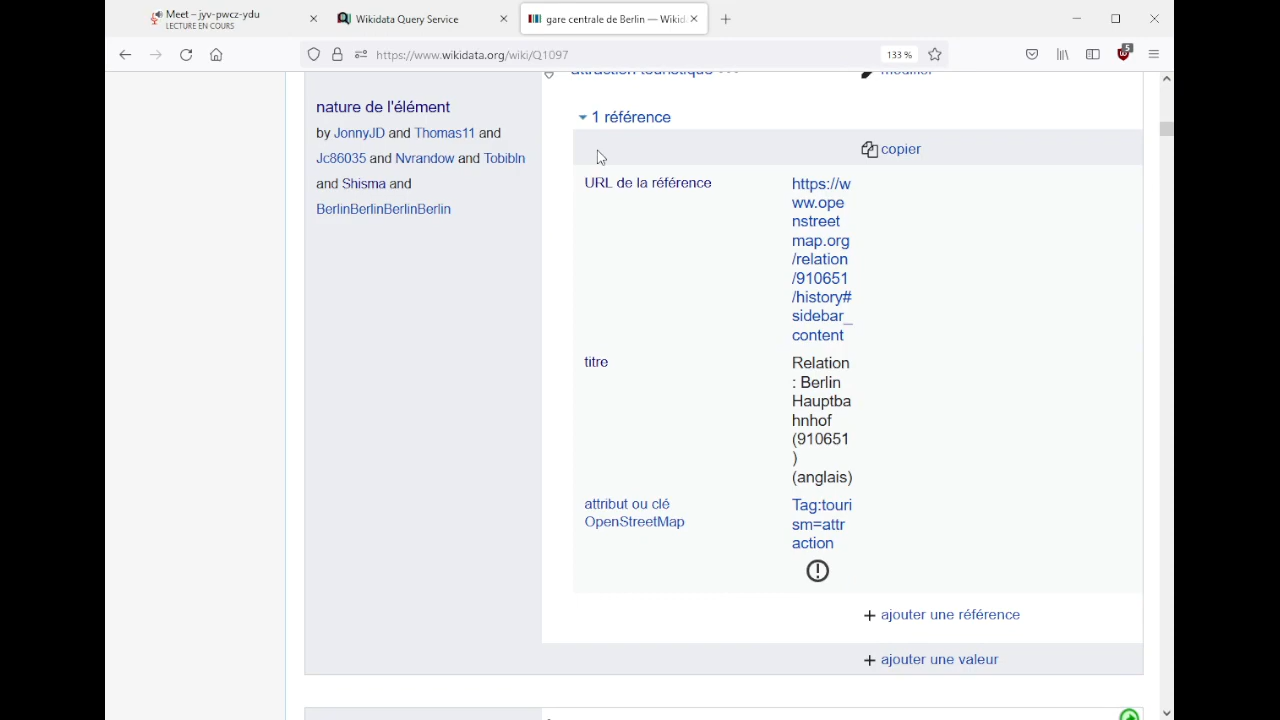 Meet – jyv-pwcz-ydu
LECTURE EN COURS
Wikidata Query Service
gare centrale de Berlin — Wikid
https://www.wikidata.org/wiki/Q1097
133 %
5
attraction touristique
modifier
nature de l'élément
by JonnyJD and Thomas11 and
Jc86035 and Nvrandow and Tobibln
and Shisma and
BerlinBerlinBerlinBerlin
1 référence
copier
URL de la référence
https://w
ww.ope
nstreet
map.org
/relation
/910651
/history#
sidebar_
content
titre
Relation
: Berlin
Hauptba
hnhof
(910651
)
(anglais)
attribut ou clé
OpenStreetMap
Tag:touri
sm=attr
action
+ ajouter une référence
+ ajouter une valeur